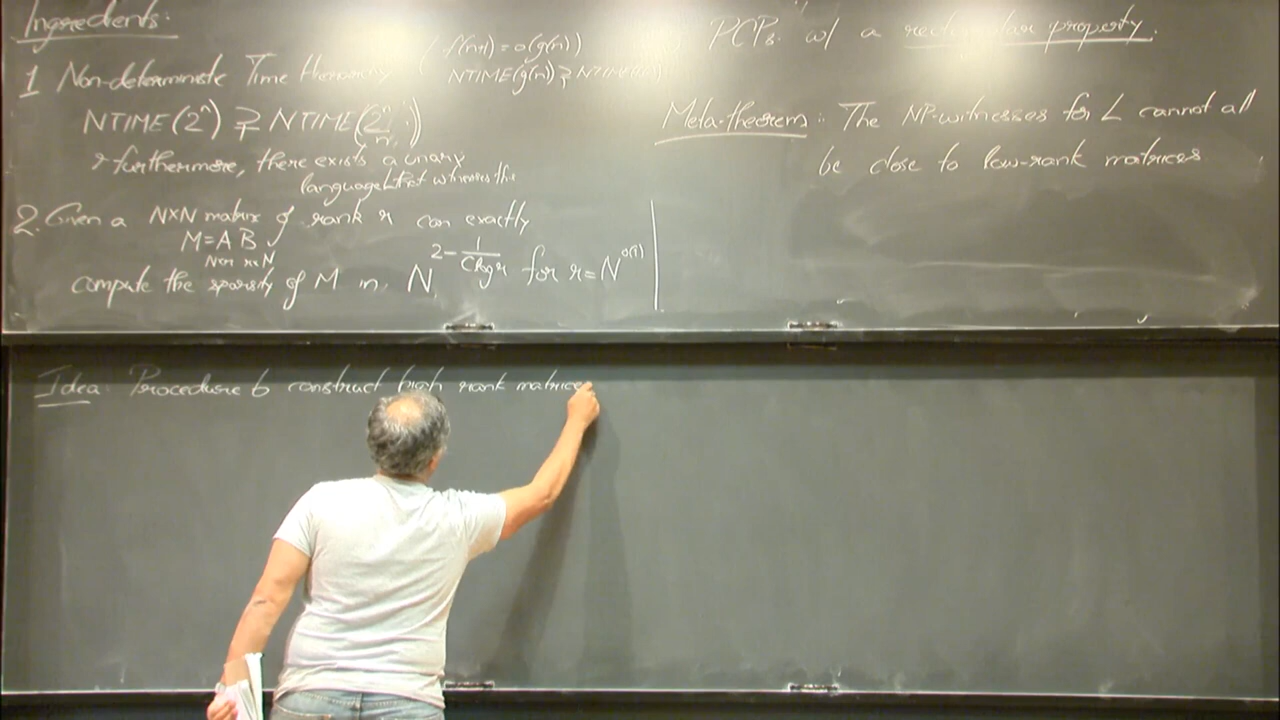 Ingredients:
1 Non-deterministic Time Hierarchy (f(n+1) = o(g(n))
NTIME(g(n)) ⊋ NTIME(
NTIME(2ⁿ) ⊋ NTIME(2ⁿ/n)
& furthermore, there exists a unary
language L that witnesses this
2. Given a N×N matrix of rank r can exactly
M = A B
N×r r×N
compute the sparsity of M in N^{2 - 1/(C log r)} for r = N^{o(1)}
PCPs w/ a rectangular property.
Meta-theorem: The NP-witnesses for L cannot all
be close to low-rank matrices
Idea: Procedure to construct high rank matrices